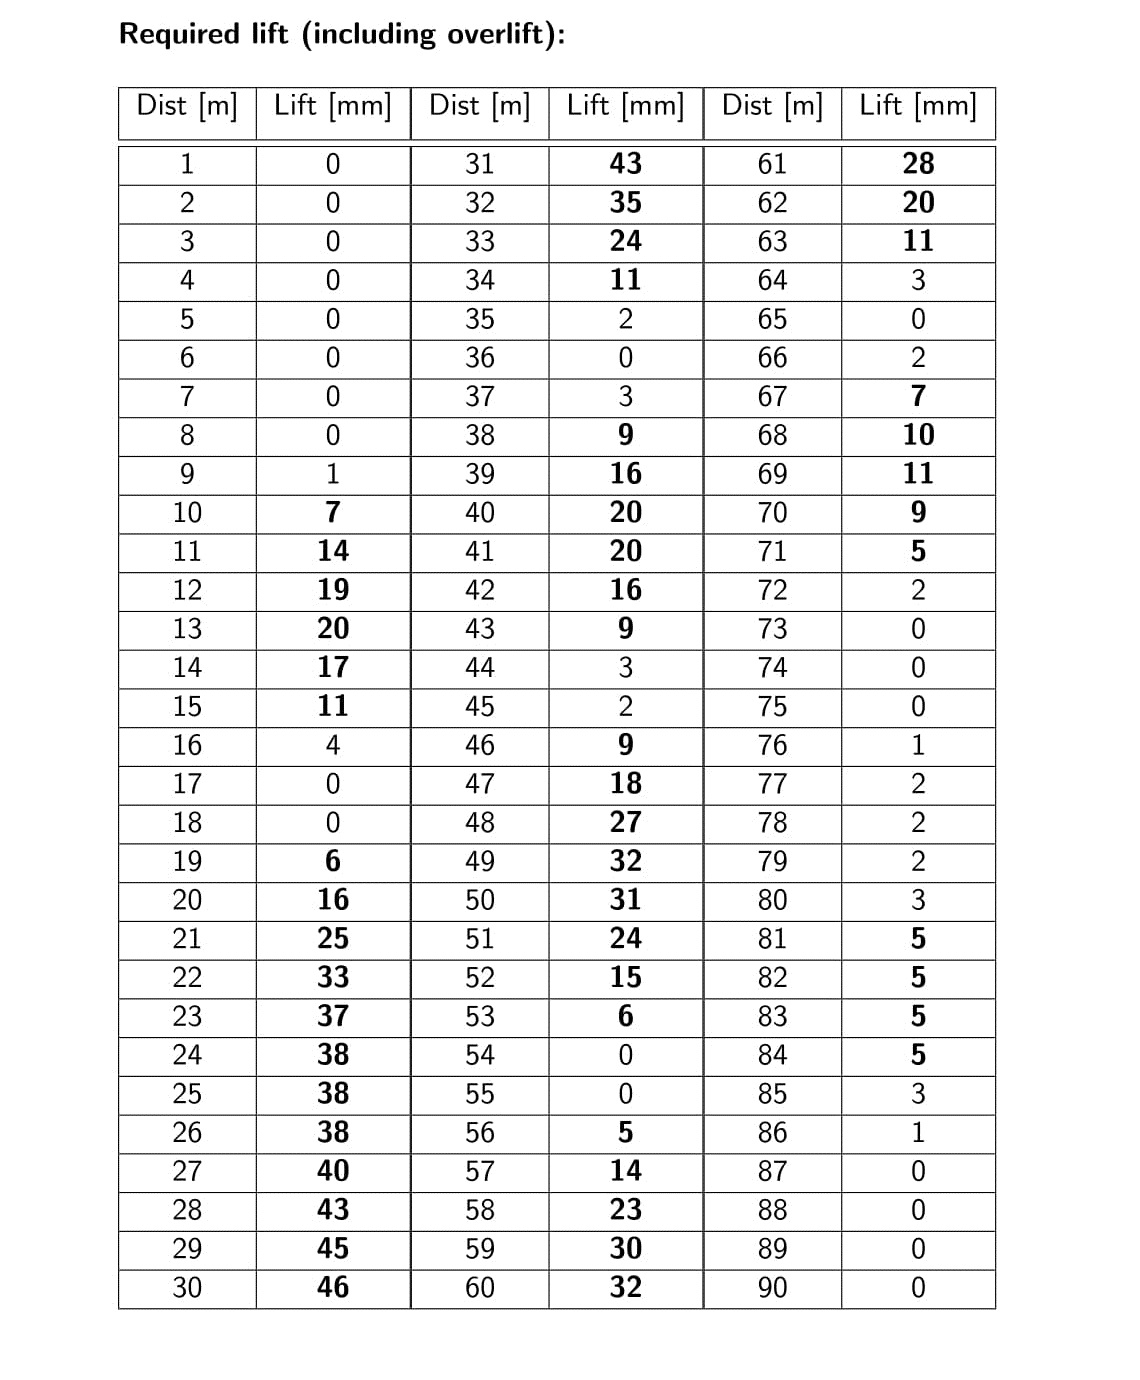 Required lift (including overlift):
Dist [m] Lift [mm] Dist [m] Lift [mm] Dist [m] Lift [mm]
1 0 31 43 61 28
2 0 32 35 62 20
3 0 33 24 63 11
4 0 34 11 64 3
5 0 35 2 65 0
6 0 36 0 66 2
7 0 37 3 67 7
8 0 38 9 68 10
9 1 39 16 69 11
10 7 40 20 70 9
11 14 41 20 71 5
12 19 42 16 72 2
13 20 43 9 73 0
14 17 44 3 74 0
15 11 45 2 75 0
16 4 46 9 76 1
17 0 47 18 77 2
18 0 48 27 78 2
19 6 49 32 79 2
20 16 50 31 80 3
21 25 51 24 81 5
22 33 52 15 82 5
23 37 53 6 83 5
24 38 54 0 84 5
25 38 55 0 85 3
26 38 56 5 86 1
27 40 57 14 87 0
28 43 58 23 88 0
29 45 59 30 89 0
30 46 60 32 90 0